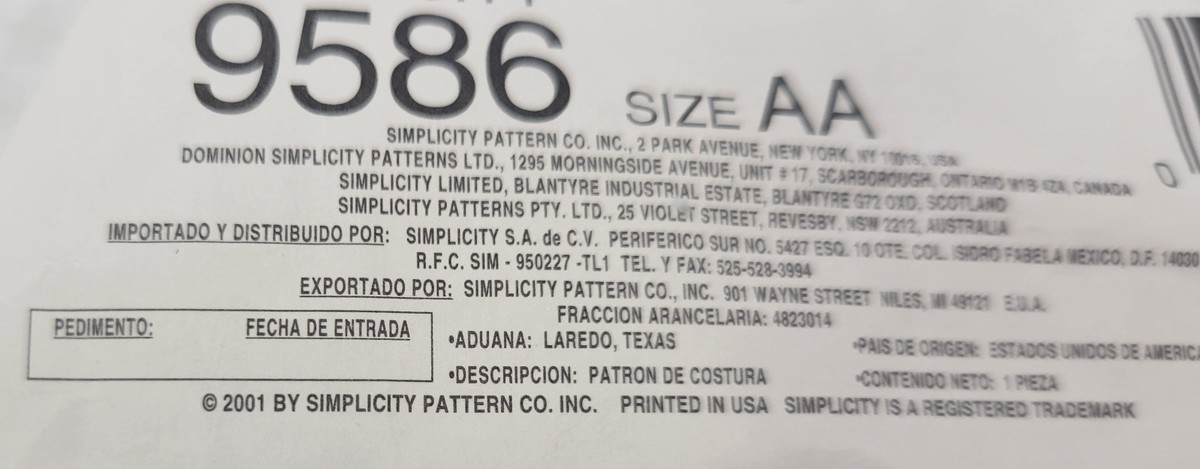 9586 SIZE AA
SIMPLICITY PATTERN CO. INC., 2 PARK AVENUE, NEW YORK, NY 10016, USA
DOMINION SIMPLICITY PATTERNS LTD., 1295 MORNINGSIDE AVENUE, UNIT # 17, SCARBOROUGH, ONTARIO M1B 4Z4, CANADA
SIMPLICITY LIMITED, BLANTYRE INDUSTRIAL ESTATE, BLANTYRE G72 OXD, SCOTLAND
SIMPLICITY PATTERNS PTY. LTD., 25 VIOLET STREET, REVESBY, NSW 2212, AUSTRALIA
IMPORTADO Y DISTRIBUIDO POR: SIMPLICITY S.A. de C.V. PERIFERICO SUR NO. 5427 ESQ. 10 OTE. COL. ISIDRO FABELA MEXICO, D.F. 14030
R.F.C. SIM - 950227 -TL1 TEL. Y FAX: 525-528-3994
EXPORTADO POR: SIMPLICITY PATTERN CO., INC. 901 WAYNE STREET NILES, MI 49121 E.U.A.
FRACCION ARANCELARIA: 4823014
PEDIMENTO: FECHA DE ENTRADA
•ADUANA: LAREDO, TEXAS •PAIS DE ORIGEN: ESTADOS UNIDOS DE AMERICA
•DESCRIPCION: PATRON DE COSTURA •CONTENIDO NETO: 1 PIEZA
© 2001 BY SIMPLICITY PATTERN CO. INC. PRINTED IN USA SIMPLICITY IS A REGISTERED TRADEMARK
0